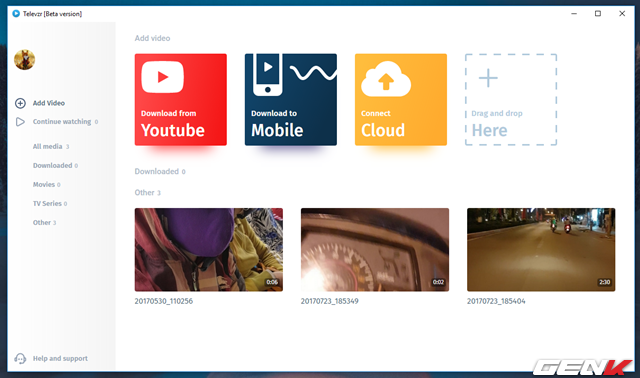 Televzr [Beta version]
Add Video
Continue watching 0
All media 3
Downloaded 0
Movies 0
TV Series 0
Other 3
Help and support
Add video
Download from
Youtube
Download to
Mobile
Connect
Cloud
Drag and drop
Here
Downloaded 0
Other 3
0:06
0:02
2:30
20170530_110256
20170723_185349
20170723_185404
GENK